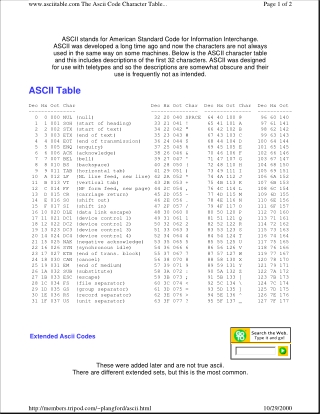 www.asciitable.com The Ascii Code Character Table... Page 1 of 2
ASCII stands for American Standard Code for Information Interchange.
ASCII was developed a long time ago and now the characters are not always
used in the same way on some machines. Below is the ASCII character table
and this includes descriptions of the first 32 characters. ASCII was designed
for use with teletypes and so the descriptions are somewhat obscure and their
use is frequently not as intended.
ASCII Table
Dec Hx Oct Char Dec Hx Oct Char Dec Hx Oct Char Dec Hx Oct
0 0 000 NUL (null) 32 20 040 SPACE 64 40 100 @ 96 60 140
1 1 001 SOH (start of heading) 33 21 041 ! 65 41 101 A 97 61 141
2 2 002 STX (start of text) 34 22 042 " 66 42 102 B 98 62 142
3 3 003 ETX (end of text) 35 23 043 # 67 43 103 C 99 63 143
4 4 004 EOT (end of transmission) 36 24 044 $ 68 44 104 D 100 64 144
5 5 005 ENQ (enquiry) 37 25 045 % 69 45 105 E 101 65 145
6 6 006 ACK (acknowledge) 38 26 046 & 70 46 106 F 102 66 146
7 7 007 BEL (bell) 39 27 047 ' 71 47 107 G 103 67 147
8 8 010 BS (backspace) 40 28 050 ( 72 48 110 H 104 68 150
9 9 011 TAB (horizontal tab) 41 29 051 ) 73 49 111 I 105 69 151
10 A 012 LF (NL line feed, new line) 42 2A 052 * 74 4A 112 J 106 6A 152
11 B 013 VT (vertical tab) 43 2B 053 + 75 4B 113 K 107 6B 153
12 C 014 FF (NP form feed, new page) 44 2C 054 , 76 4C 114 L 108 6C 154
13 D 015 CR (carriage return) 45 2D 055 - 77 4D 115 M 109 6D 155
14 E 016 SO (shift out) 46 2E 056 . 78 4E 116 N 110 6E 156
15 F 017 SI (shift in) 47 2F 057 / 79 4F 117 O 111 6F 157
16 10 020 DLE (data link escape) 48 30 060 0 80 50 120 P 112 70 160
17 11 021 DC1 (device control 1) 49 31 061 1 81 51 121 Q 113 71 161
18 12 022 DC2 (device control 2) 50 32 062 2 82 52 122 R 114 72 162
19 13 023 DC3 (device control 3) 51 33 063 3 83 53 123 S 115 73 163
20 14 024 DC4 (device control 4) 52 34 064 4 84 54 124 T 116 74 164
21 15 025 NAK (negative acknowledge) 53 35 065 5 85 55 125 U 117 75 165
22 16 026 SYN (synchronous idle) 54 36 066 6 86 56 126 V 118 76 166
23 17 027 ETB (end of trans. block) 55 37 067 7 87 57 127 W 119 77 167
24 18 030 CAN (cancel) 56 38 070 8 88 58 130 X 120 78 170
25 19 031 EM (end of medium) 57 39 071 9 89 59 131 Y 121 79 171
26 1A 032 SUB (substitute) 58 3A 072 : 90 5A 132 Z 122 7A 172
27 1B 033 ESC (escape) 59 3B 073 ; 91 5B 133 [ 123 7B 173
28 1C 034 FS (file separator) 60 3C 074 < 92 5C 134 \ 124 7C 174
29 1D 035 GS (group separator) 61 3D 075 = 93 5D 135 ] 125 7D 175
30 1E 036 RS (record separator) 62 3E 076 > 94 5E 136 ^ 126 7E 176
31 1F 037 US (unit separator) 63 3F 077 ? 95 5F 137 _ 127 7F 177
Extended Ascii Codes
Search the Web.
Type it and go!
These were added later and are not true ascii.
There are different extended sets, but this is the most common.
http://members.tripod.com/~plangford/ascii.html 10/29/2000